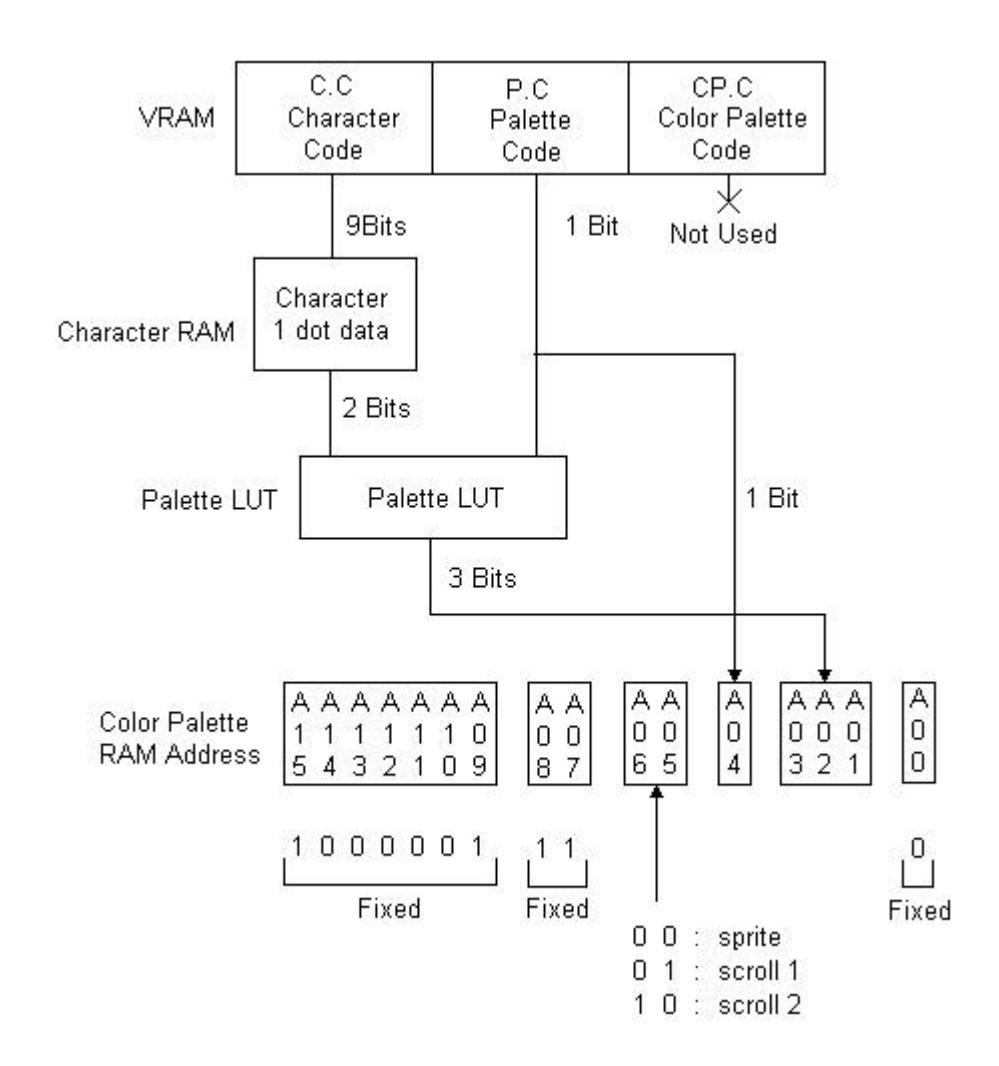 VRAM
C.C
Character
Code
P.C
Palette
Code
CP.C
Color Palette
Code
9Bits
1 Bit
Not Used
Character RAM
Character
1 dot data
2 Bits
Palette LUT
Palette LUT
1 Bit
3 Bits
Color Palette
RAM Address
A A A A A A A A A A A A A A A A
1 1 1 1 1 1 0 0 0 0 0 0 0 0 0 0
5 4 3 2 1 0 9 8 7 6 5 4 3 2 1 0
1 0 0 0 0 0 1 1 1 0
Fixed Fixed Fixed
0 0 : sprite
0 1 : scroll 1
1 0 : scroll 2